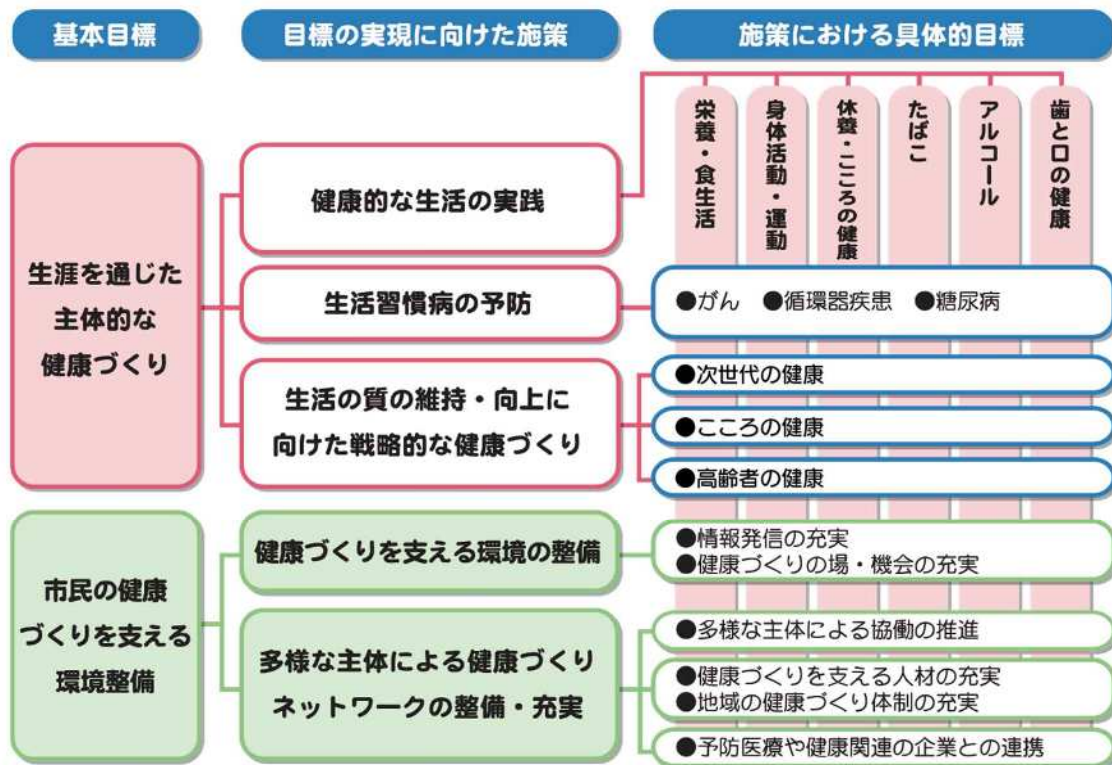 基本目標
目標の実現に向けた施策
施策における具体的目標
栄養・食生活
身体活動・運動
休養・こころの健康
たばこ
アルコール
歯と口の健康
生涯を通じた
主体的な
健康づくり
健康的な生活の実践
生活習慣病の予防
●がん ●循環器疾患 ●糖尿病
生活の質の維持・向上に
向けた戦略的な健康づくり
●次世代の健康
●こころの健康
●高齢者の健康
市民の健康
づくりを支える
環境整備
健康づくりを支える環境の整備
●情報発信の充実
●健康づくりの場・機会の充実
多様な主体による健康づくり
ネットワークの整備・充実
●多様な主体による協働の推進
●健康づくりを支える人材の充実
●地域の健康づくり体制の充実
●予防医療や健康関連の企業との連携